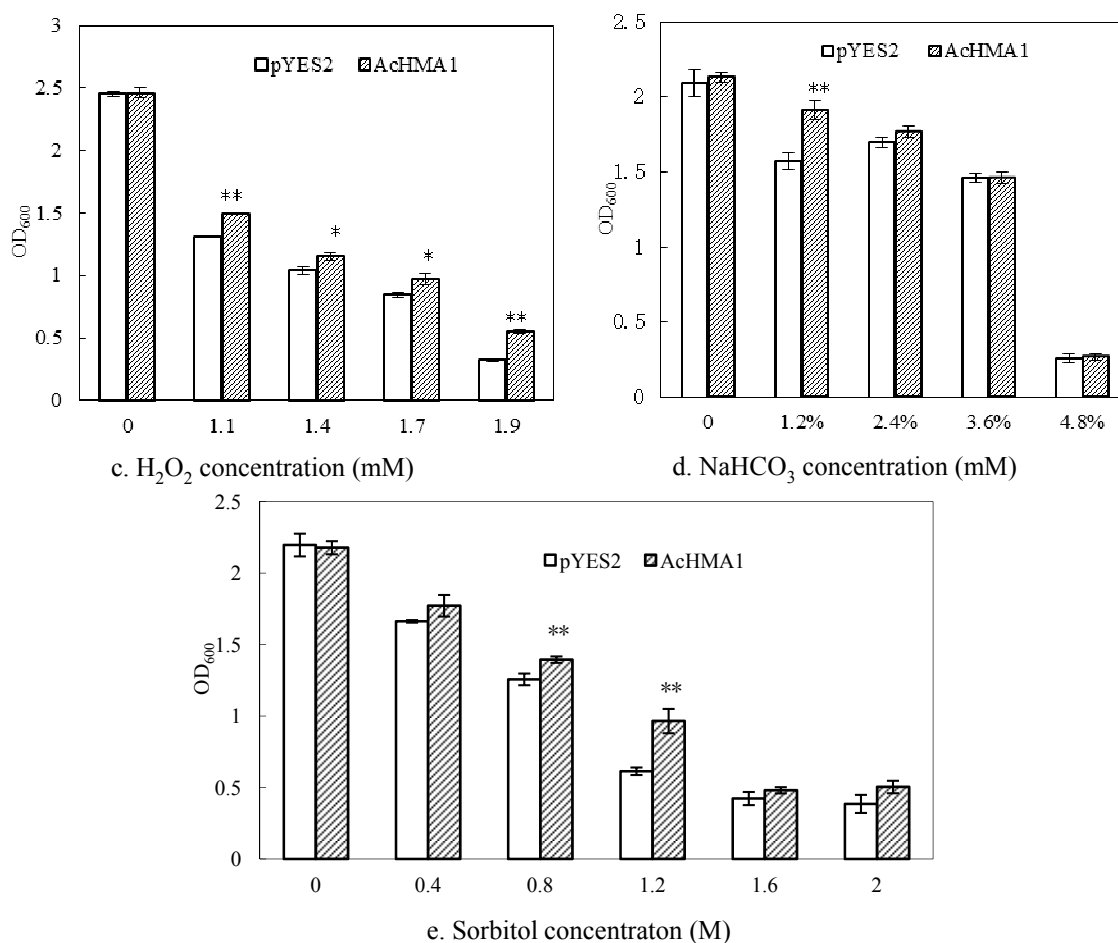 3
2.5
2
1.5
1
0.5
0
OD600
pYES2 AcHMA1
**
*
*
**
0 1.1 1.4 1.7 1.9
c. H2O2 concentration (mM)
2.5
2
1.5
1
0.5
0
OD600
pYES2 AcHMA1
**
0 1.2% 2.4% 3.6% 4.8%
d. NaHCO3 concentration (mM)
2.5
2
1.5
1
0.5
0
OD600
pYES2 AcHMA1
**
**
0 0.4 0.8 1.2 1.6 2
e. Sorbitol concentraton (M)